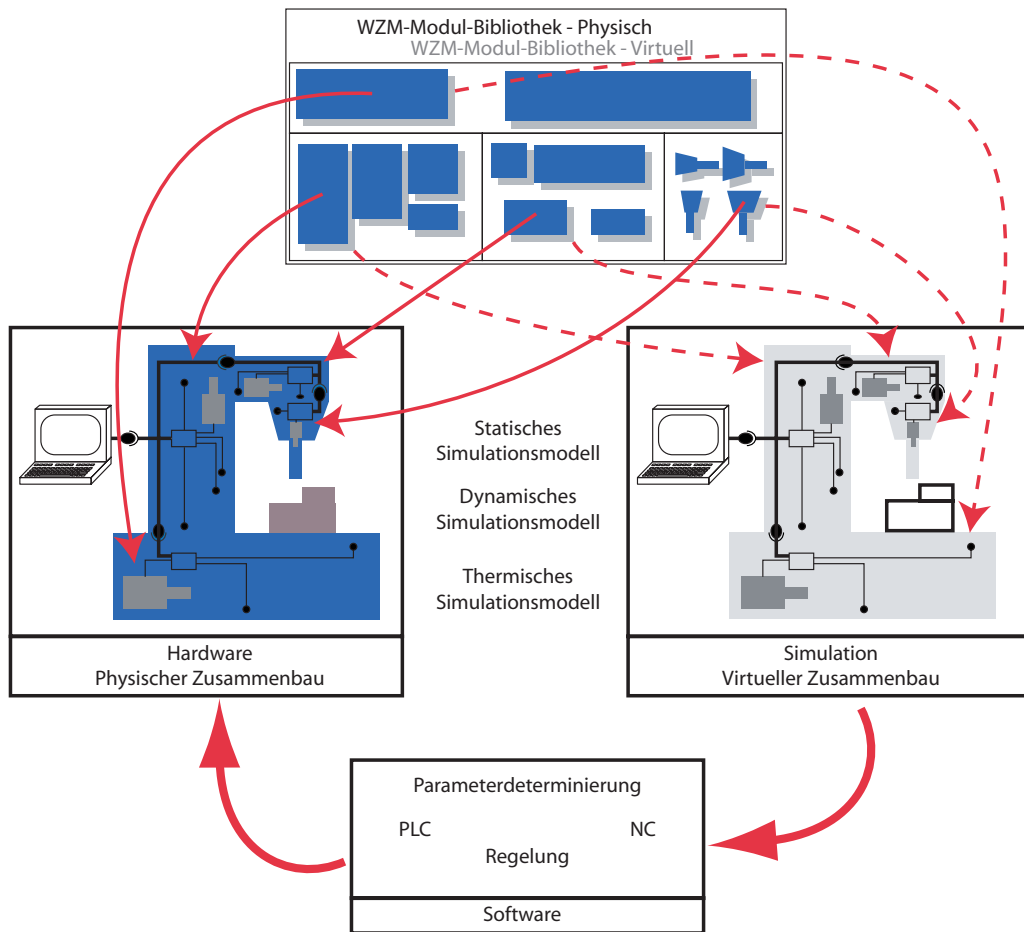 WZM-Modul-Bibliothek - Physisch
WZM-Modul-Bibliothek - Virtuell
Statisches
Simulationsmodell
Dynamisches
Simulationsmodell
Thermisches
Simulationsmodell
Hardware
Physischer Zusammenbau
Simulation
Virtueller Zusammenbau
Parameterdeterminierung
PLC
NC
Regelung
Software